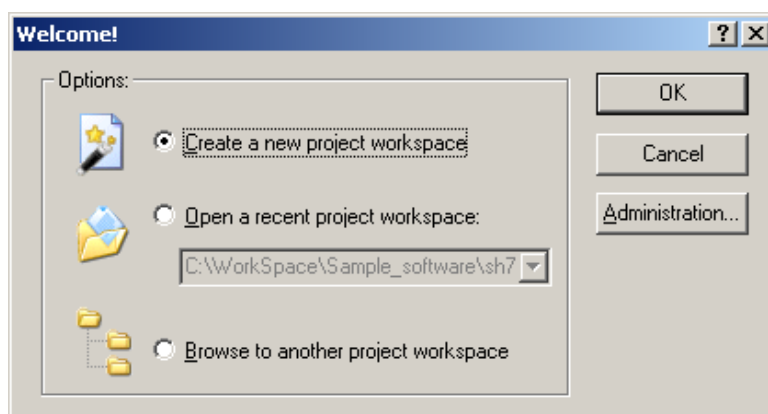 Welcome!
Options:
Create a new project workspace
Open a recent project workspace:
C:\WorkSpace\Sample_software\sh7
Browse to another project workspace
OK
Cancel
Administration...